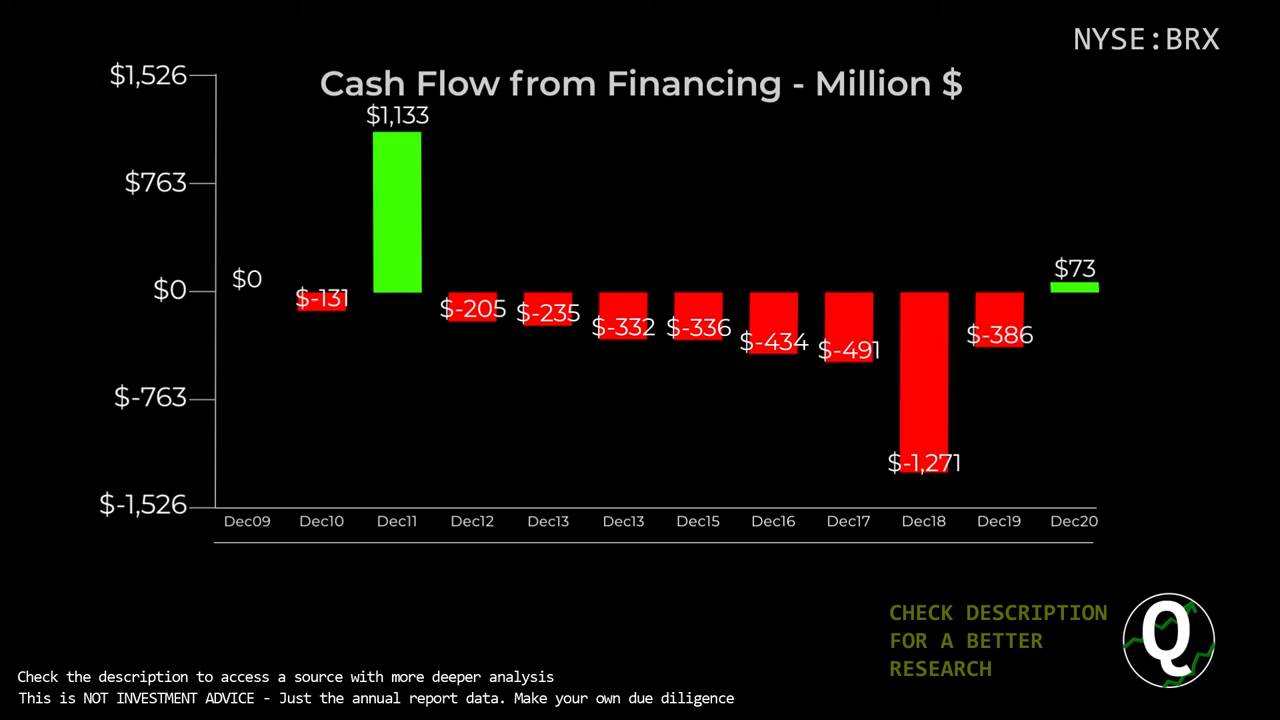 NYSE:BRX
Cash Flow from Financing - Million $
$1,526
$763
$0
$-763
$-1,526
$0
$-131
$1,133
$-205
$-235
$-332
$-336
$-434
$-491
$-1,271
$-386
$73
Dec09 Dec10 Dec11 Dec12 Dec13 Dec13 Dec15 Dec16 Dec17 Dec18 Dec19 Dec20
CHECK DESCRIPTION
FOR A BETTER
RESEARCH
Q
Check the description to access a source with more deeper analysis
This is NOT INVESTMENT ADVICE - Just the annual report data. Make your own due diligence